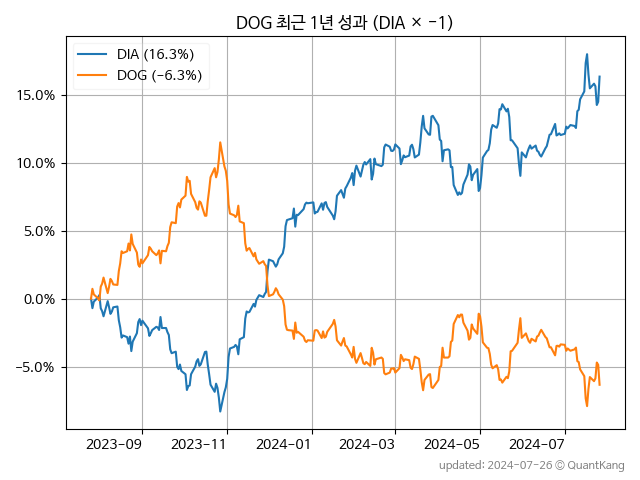 DOG 최근 1년 성과 (DIA × −1)
DIA (16.3%)
DOG (−6.3%)
15.0%
10.0%
5.0%
0.0%
−5.0%
2023−09
2023−11
2024−01
2024−03
2024−05
2024−07
updated: 2024-07-26 © QuantKang